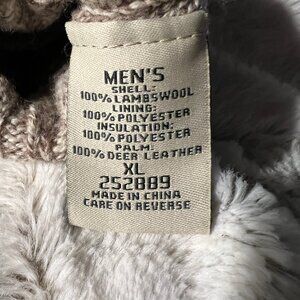 MEN'S
SHELL:
100% LAMBSWOOL
LINING:
100% POLYESTER
INSULATION:
100% POLYESTER
PALM:
100% DEER LEATHER
XL
252889
MADE IN CHINA
CARE ON REVERSE